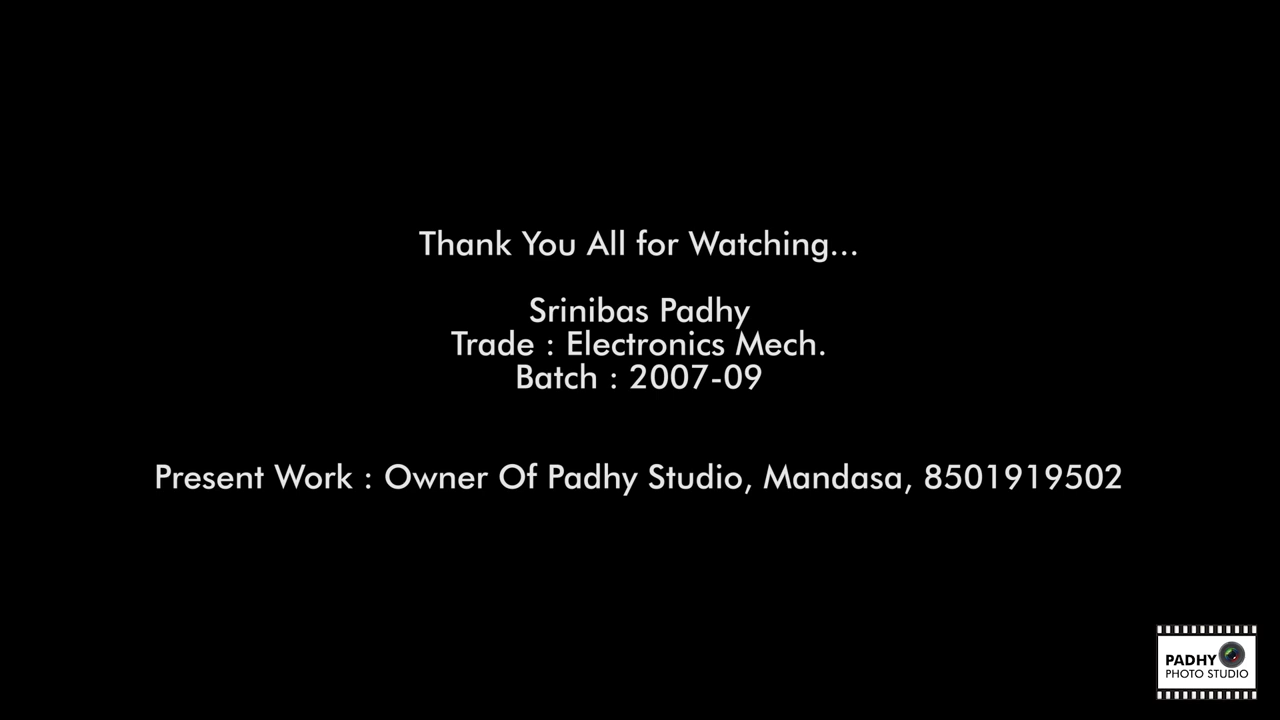 Thank You All for Watching...
Srinibas Padhy
Trade : Electronics Mech.
Batch : 2007-09
Present Work : Owner Of Padhy Studio, Mandasa, 8501919502
PADHY
PHOTO STUDIO